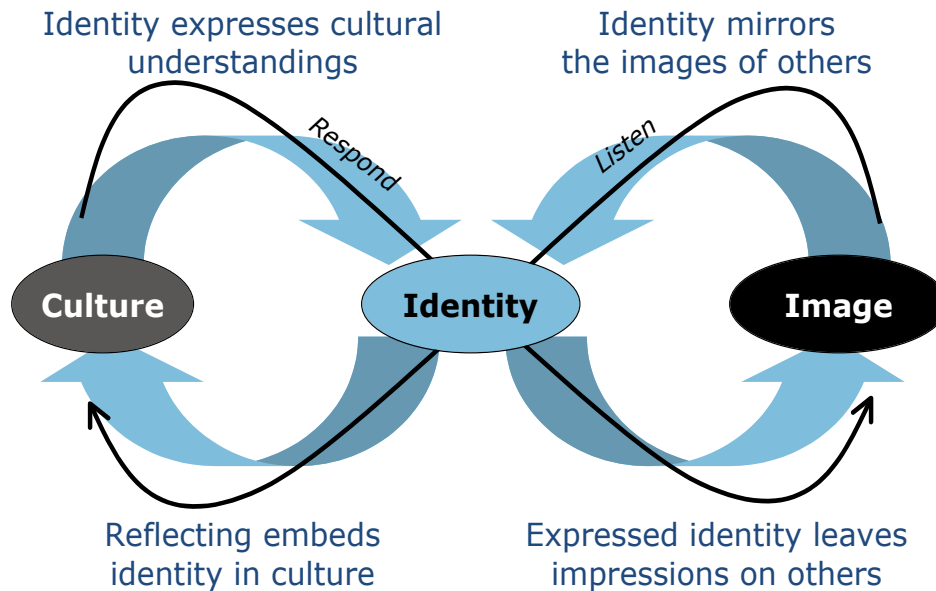 Identity expresses cultural
understandings
Identity mirrors
the images of others
Respond
Listen
Culture
Identity
Image
Reflecting embeds
identity in culture
Expressed identity leaves
impressions on others